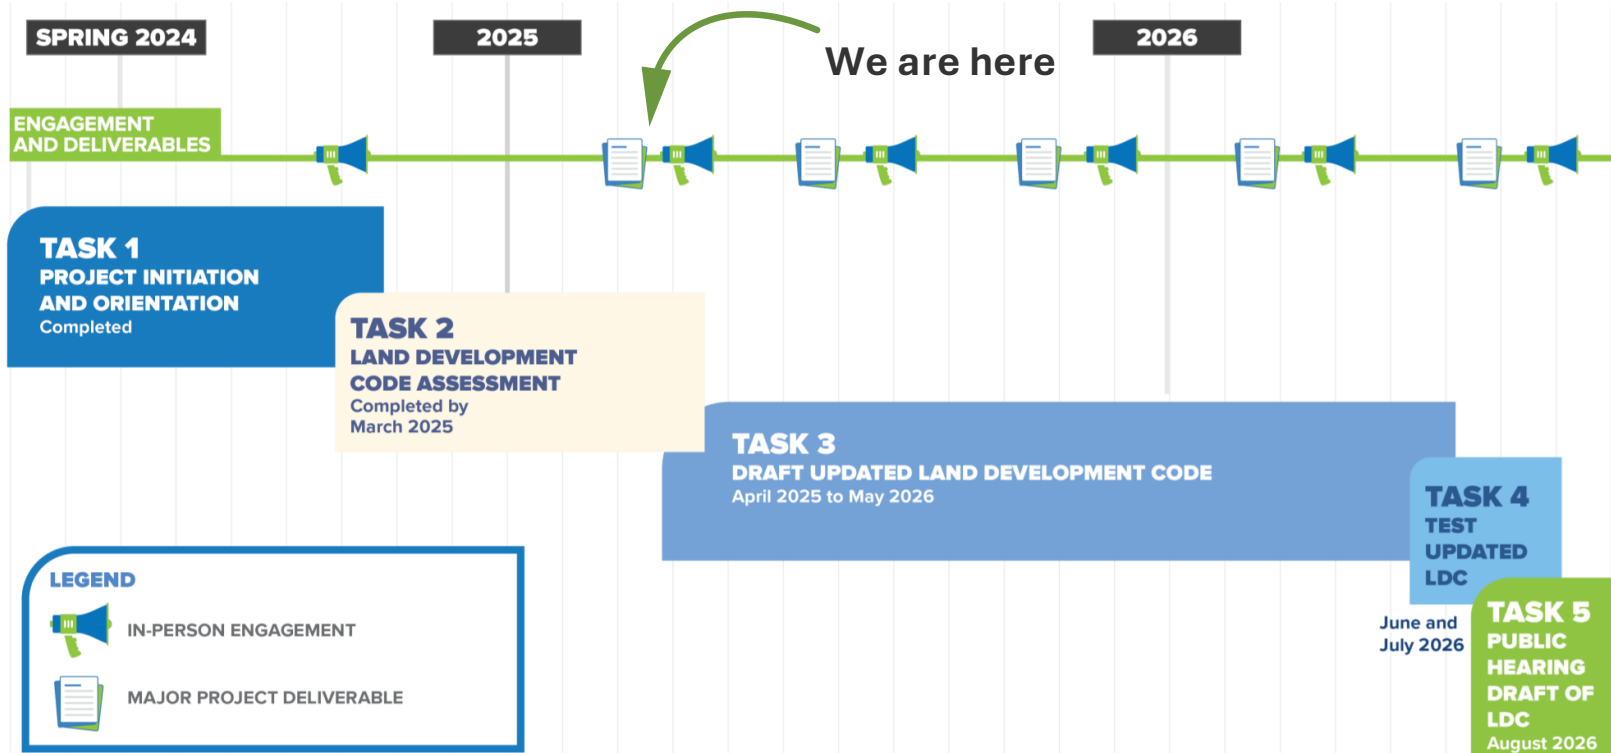 SPRING 2024
2025
We are here
2026
ENGAGEMENT
AND DELIVERABLES
TASK 1
PROJECT INITIATION
AND ORIENTATION
Completed
TASK 2
LAND DEVELOPMENT
CODE ASSESSMENT
Completed by
March 2025
TASK 3
DRAFT UPDATED LAND DEVELOPMENT CODE
April 2025 to May 2026
TASK 4
TEST
UPDATED
LDC
June and
July 2026
TASK 5
PUBLIC
HEARING
DRAFT OF
LDC
August 2026
LEGEND
IN-PERSON ENGAGEMENT
MAJOR PROJECT DELIVERABLE